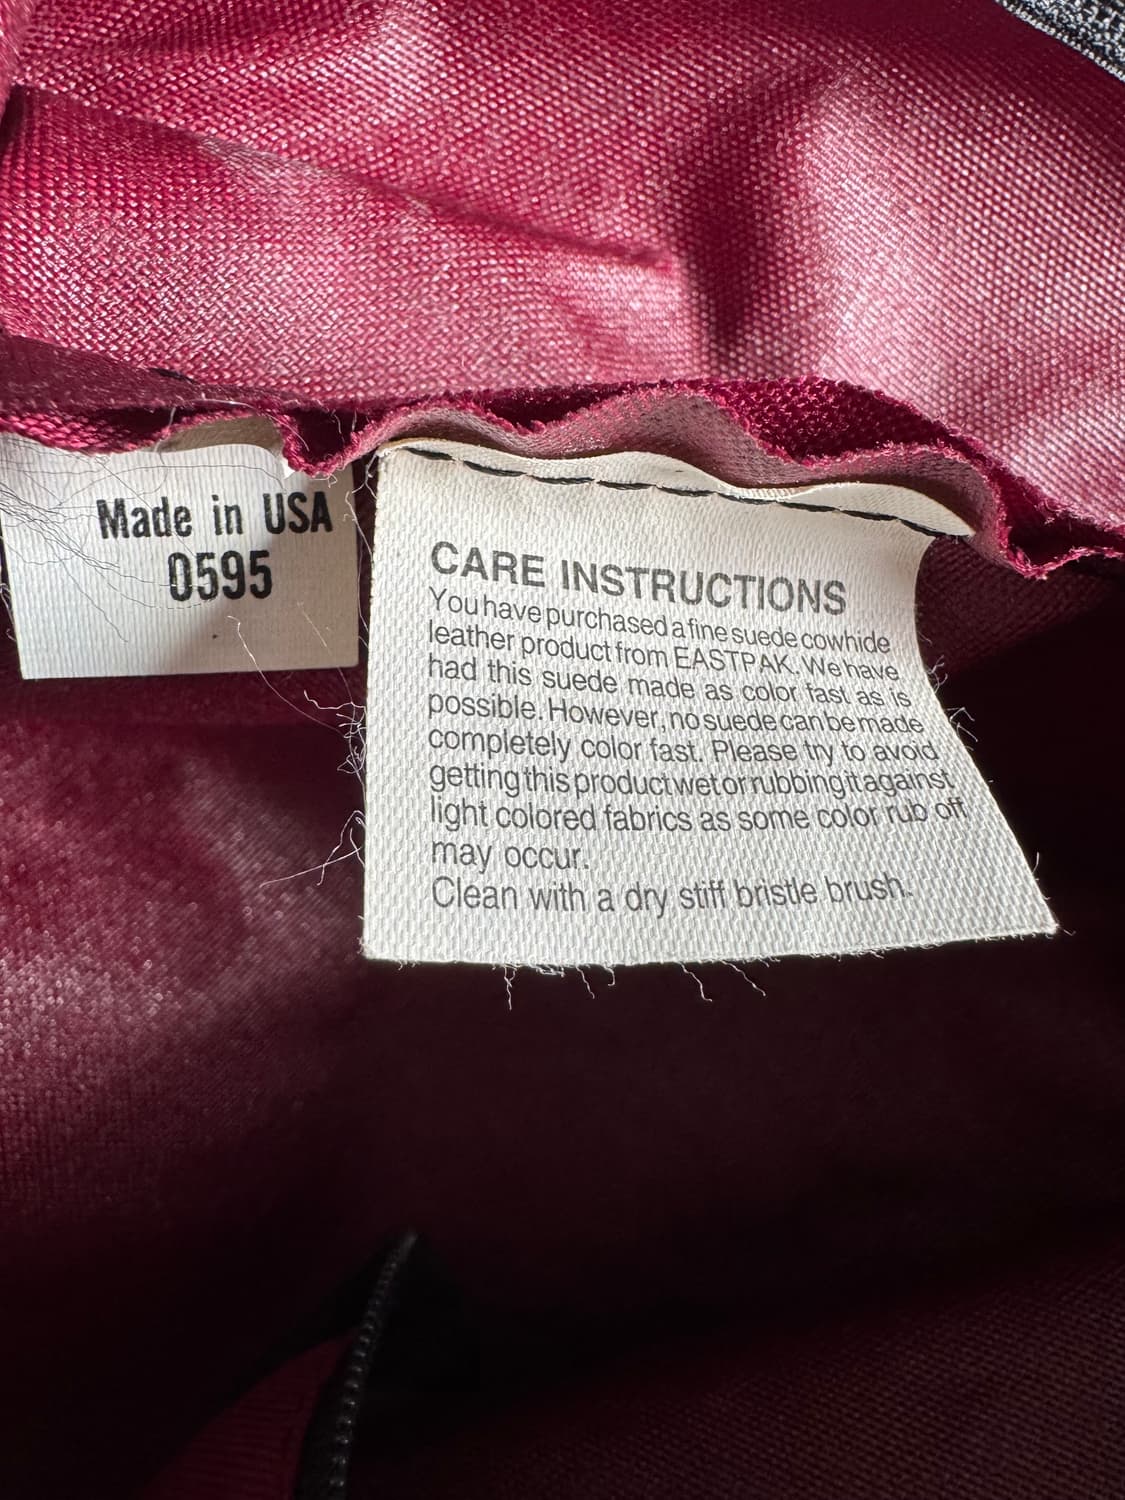 Made in USA
0595
CARE INSTRUCTIONS
You have purchased a fine suede cowhide
leather product from EASTPAK. We have
had this suede made as color fast as is
possible. However, no suede can be made
completely color fast. Please try to avoid
getting this product wet or rubbing it against
light colored fabrics as some color rub off
may occur.
Clean with a dry stiff bristle brush.